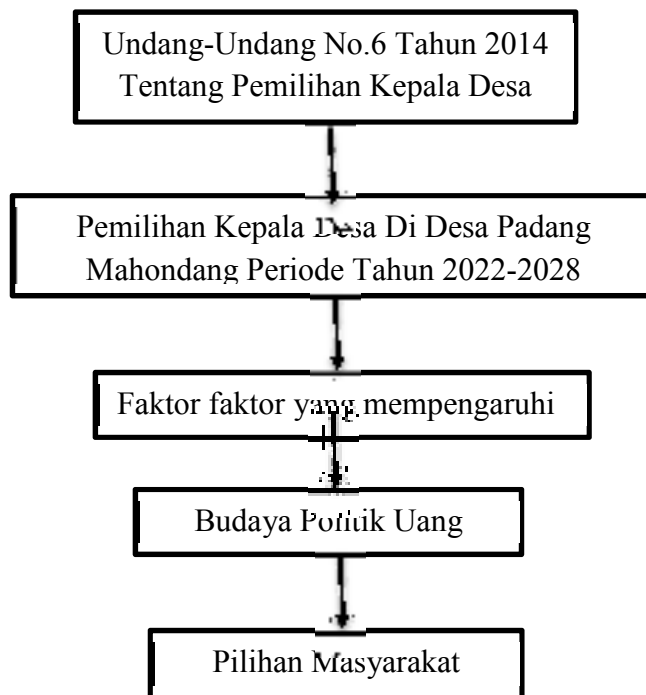 Undang-Undang No.6 Tahun 2014
Tentang Pemilihan Kepala Desa
Pemilihan Kepala Desa Di Desa Padang
Mahondang Periode Tahun 2022-2028
Faktor faktor yang mempengaruhi
Budaya Politik Uang
Pilihan Masyarakat